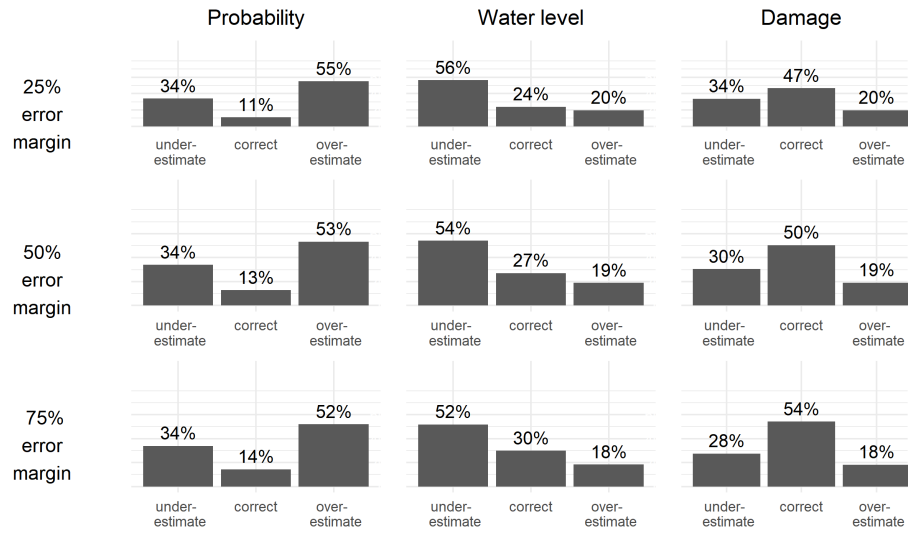 Probability Water level Damage
25%
error
margin
34% 11% 55%
under-
estimate correct over-
estimate
56% 24% 20%
under-
estimate correct over-
estimate
34% 47% 20%
under-
estimate correct over-
estimate
50%
error
margin
34% 13% 53%
under-
estimate correct over-
estimate
54% 27% 19%
under-
estimate correct over-
estimate
30% 50% 19%
under-
estimate correct over-
estimate
75%
error
margin
34% 14% 52%
under-
estimate correct over-
estimate
52% 30% 18%
under-
estimate correct over-
estimate
28% 54% 18%
under-
estimate correct over-
estimate